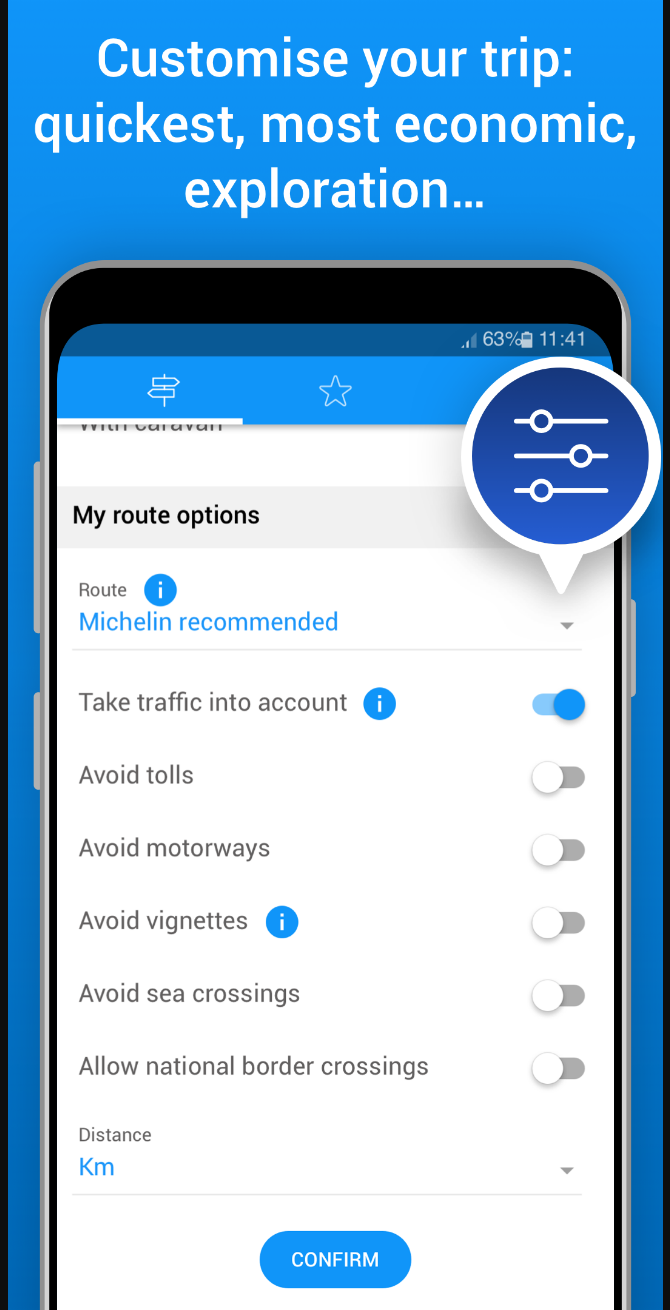 Customise your trip:
quickest, most economic,
exploration...
63% 11:41
With caravan
My route options
Route i
Michelin recommended
Take traffic into account i
Avoid tolls
Avoid motorways
Avoid vignettes i
Avoid sea crossings
Allow national border crossings
Distance
Km
CONFIRM